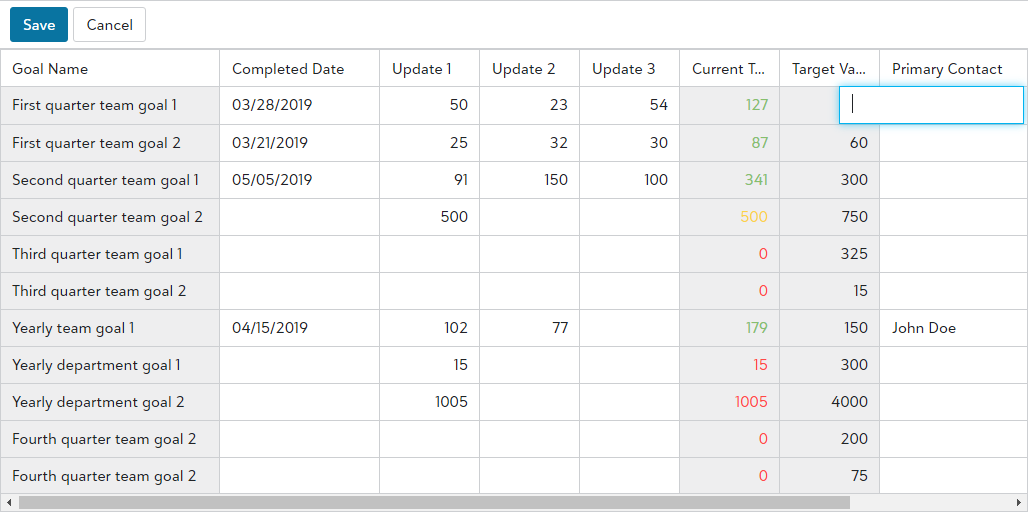 Save Cancel
Goal Name Completed Date Update 1 Update 2 Update 3 Current T... Target Va... Primary Contact
First quarter team goal 1 03/28/2019 50 23 54 127
First quarter team goal 2 03/21/2019 25 32 30 87 60
Second quarter team goal 1 05/05/2019 91 150 100 341 300
Second quarter team goal 2 500 500 750
Third quarter team goal 1 0 325
Third quarter team goal 2 0 15
Yearly team goal 1 04/15/2019 102 77 179 150 John Doe
Yearly department goal 1 15 15 300
Yearly department goal 2 1005 1005 4000
Fourth quarter team goal 2 0 200
Fourth quarter team goal 2 0 75